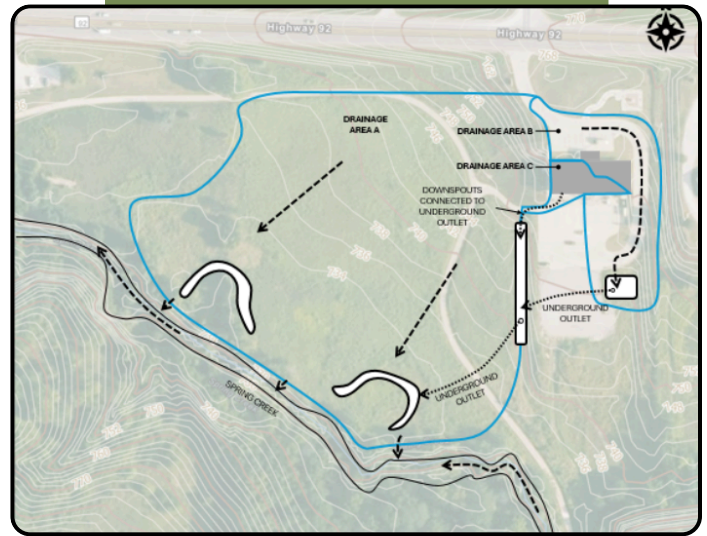 92
Highway 92
Highway 92
DRAINAGE
AREA A
DRAINAGE AREA B
DRAINAGE AREA C
DOWNSPOUTS
CONNECTED TO
UNDERGROUND
OUTLET
UNDERGROUND
OUTLET
UNDERGROUND
OUTLET
SPRING CREEK